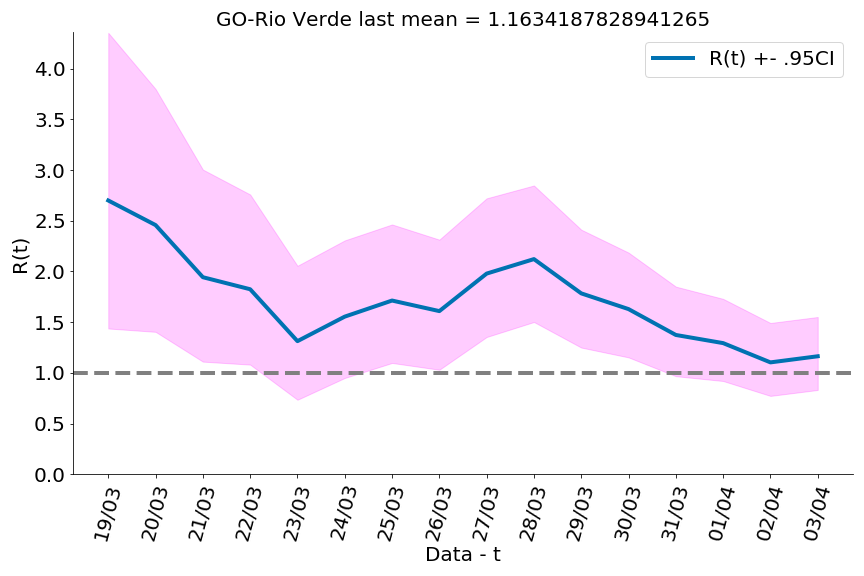 GO-Rio Verde last mean = 1.1634187828941265
R(t) +- .95CI
R(t)
4.0
3.5
3.0
2.5
2.0
1.5
1.0
0.5
0.0
19/03 20/03 21/03 22/03 23/03 24/03 25/03 26/03 27/03 28/03 29/03 30/03 31/03 01/04 02/04 03/04
Data - t